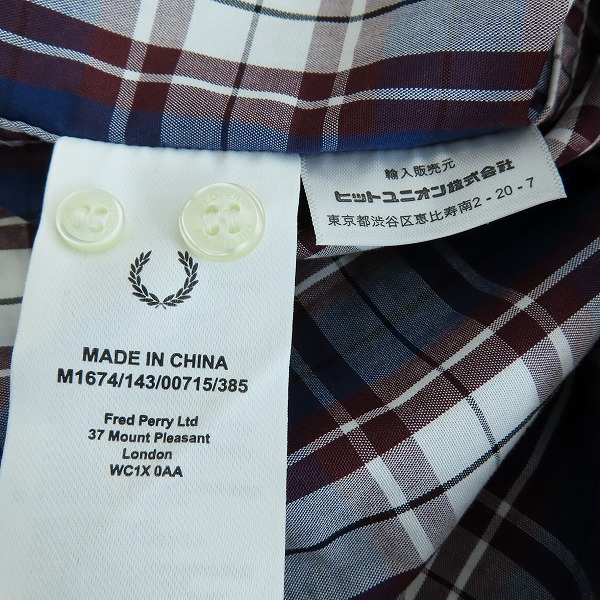 輸入販売元
ヒットユニオン株式会社
東京都渋谷区恵比寿南2-20-7
MADE IN CHINA
M1674/143/00715/385
Fred Perry Ltd
37 Mount Pleasant
London
WC1X 0AA